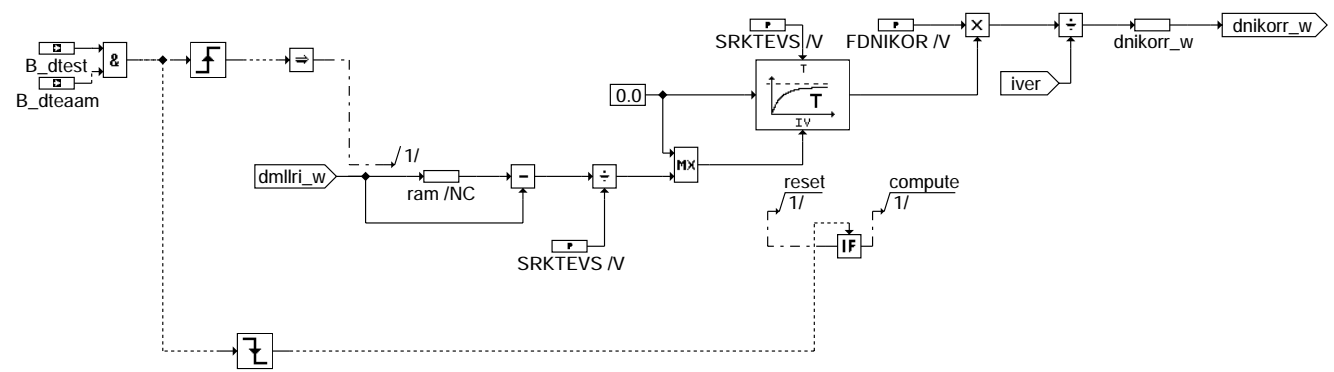 B_dtest
B_dteaam
&
SRKTEVS /V
P
FDNIKOR /V
P
T
T
IV
dnikorr_w
dnikorr_w
iver
0.0
1/
dmllri_w
ram /NC
MX
P
SRKTEVS /V
reset
1/
compute
1/
IF